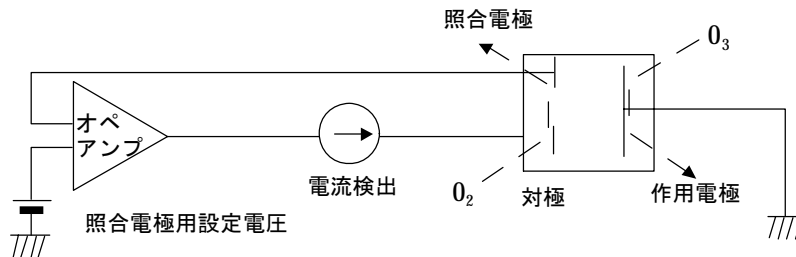 照合電極
O₃
オペ
アンプ
電流検出
O₂
対極
作用電極
照合電極用設定電圧